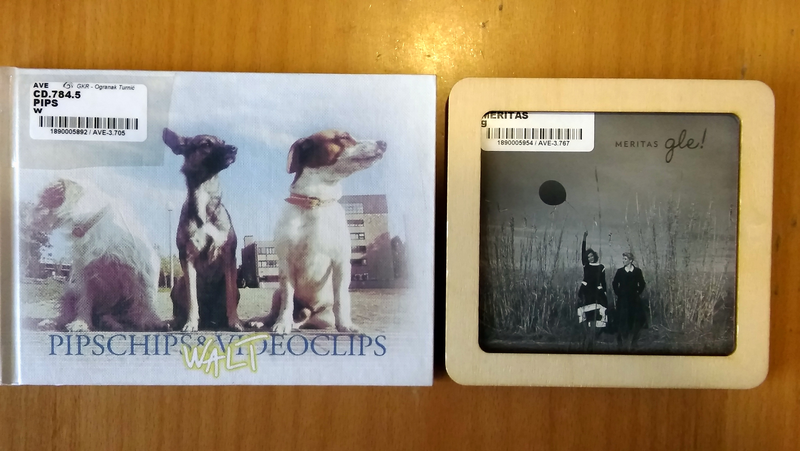 AVE GKR - Ogranak Turnić
CD.784.5
PIPS
w
1890005892 / AVE-3.705
PIPSCHIPS & VIDEOCLIPS
WALT
MERITAS
g
1890005954 / AVE-3.767
MERITAS gle!